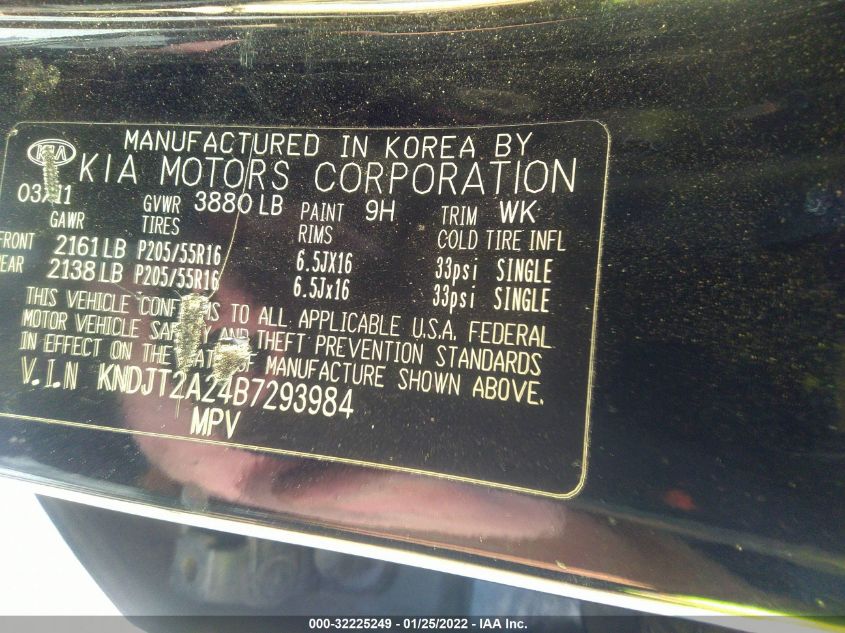 MANUFACTURED IN KOREA BY
KIA KIA MOTORS CORPORATION
GVWR 3880 LB PAINT 9H TRIM WK
GAWR TIRES RIMS COLD TIRE INFL
FRONT 2161 LB P205/55R16 6.5JX16 33psi SINGLE
REAR 2138 LB P205/55R16 6.5Jx16 33psi SINGLE
THIS VEHICLE CONFORMS TO ALL APPLICABLE U.S.A. FEDERAL
MOTOR VEHICLE SAFETY AND THEFT PREVENTION STANDARDS
IN EFFECT ON THE DATE OF MANUFACTURE SHOWN ABOVE.
V.I.N KNDJT2A24B7293984
MPV
000-32225249 - 01/25/2022 - IAA Inc.